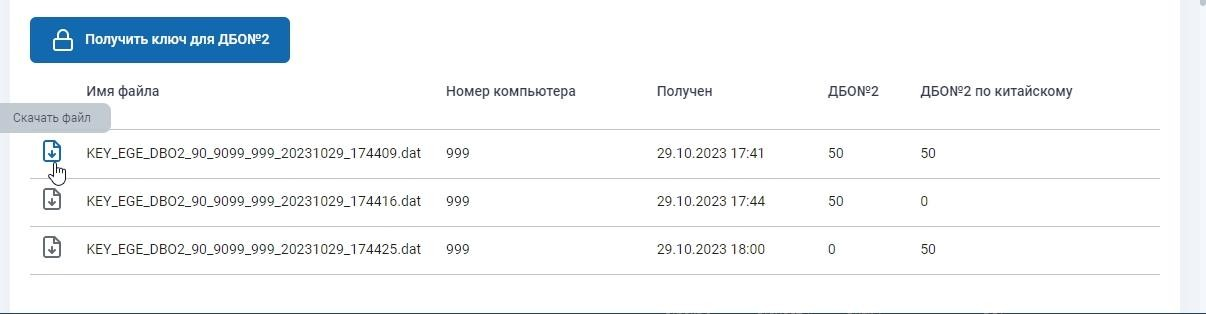 Получить ключ для ДБО№2
Имя файла Номер компьютера Получен ДБО№2 ДБО№2 по китайскому
Скачать файл
KEY_EGE_DBO2_90_9099_999_20231029_174409.dat 999 29.10.2023 17:41 50 50
KEY_EGE_DBO2_90_9099_999_20231029_174416.dat 999 29.10.2023 17:44 50 0
KEY_EGE_DBO2_90_9099_999_20231029_174425.dat 999 29.10.2023 18:00 0 50